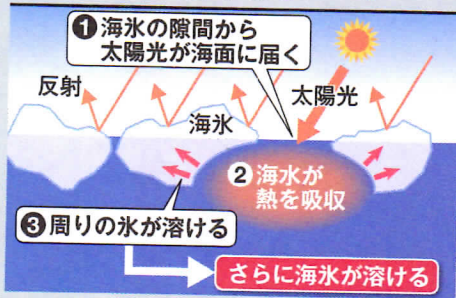 ❶海氷の隙間から
太陽光が海面に届く
反射
太陽光
海氷
②海水が
熱を吸収
❸周りの氷が溶ける
さらに海氷が溶ける